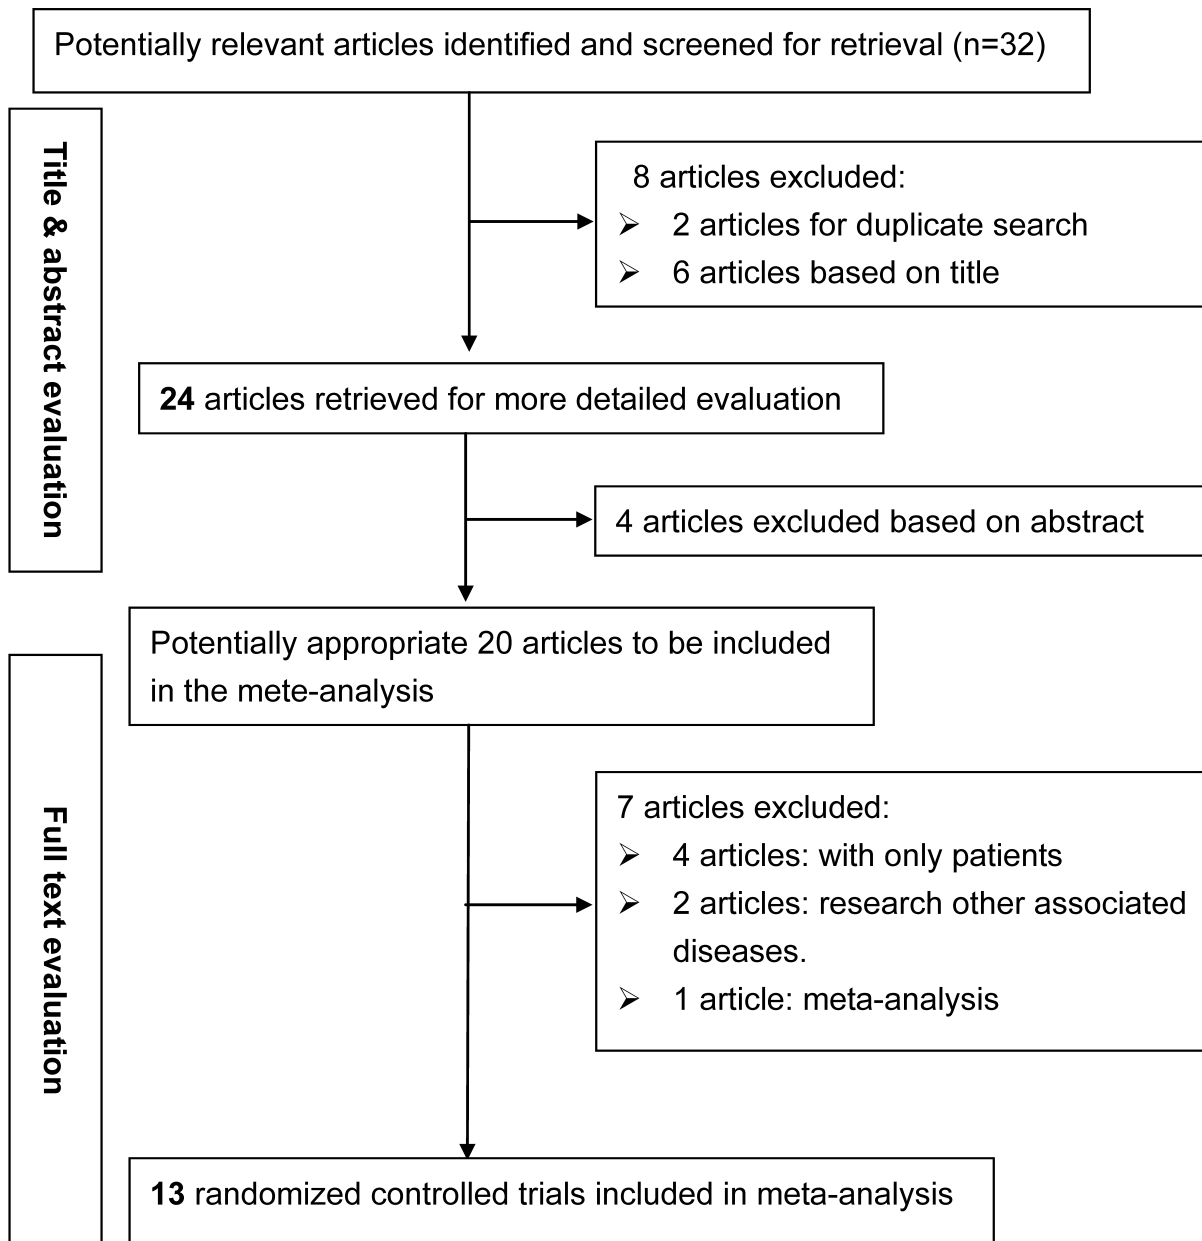 Potentially relevant articles identified and screened for retrieval (n=32)
Title & abstract evaluation
8 articles excluded:
➢ 2 articles for duplicate search
➢ 6 articles based on title
24 articles retrieved for more detailed evaluation
4 articles excluded based on abstract
Potentially appropriate 20 articles to be included
in the mete-analysis
Full text evaluation
7 articles excluded:
➢ 4 articles: with only patients
➢ 2 articles: research other associated
diseases.
➢ 1 article: meta-analysis
13 randomized controlled trials included in meta-analysis